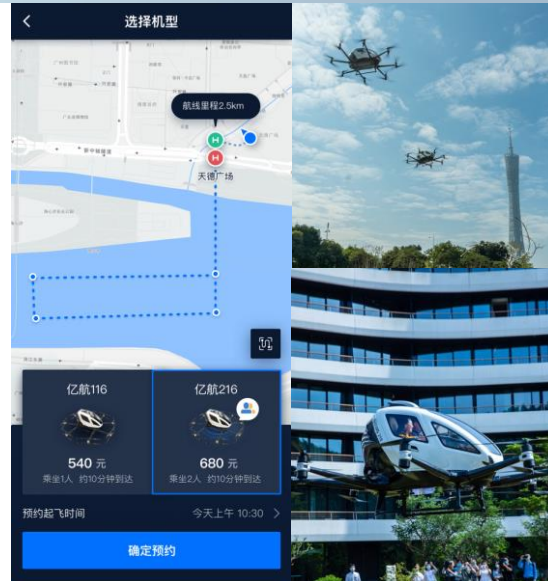 选择机型
航线里程2.5km
H
H
天德广场
亿航116
亿航216
540 元
680 元
乘坐1人 约10分钟到达
乘坐2人 约10分钟到达
预约起飞时间
今天上午 10:30
确定预约